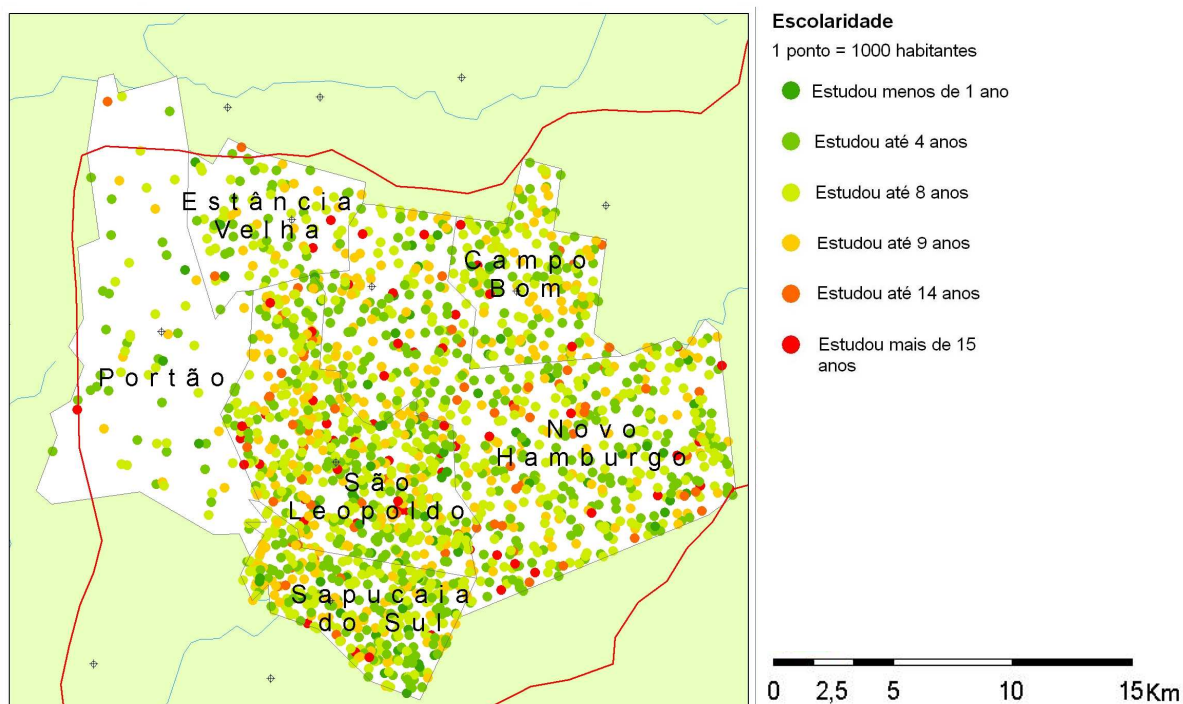 Escolaridade
1 ponto = 1000 habitantes
Estudou menos de 1 ano
Estudou até 4 anos
Estudou até 8 anos
Estudou até 9 anos
Estudou até 14 anos
Estudou mais de 15
anos
Estância
Velha
Campo
Bom
Portão
Novo
Hamburgo
São
Leopoldo
Sapucaia
do Sul
0 2,5 5 10 15Km